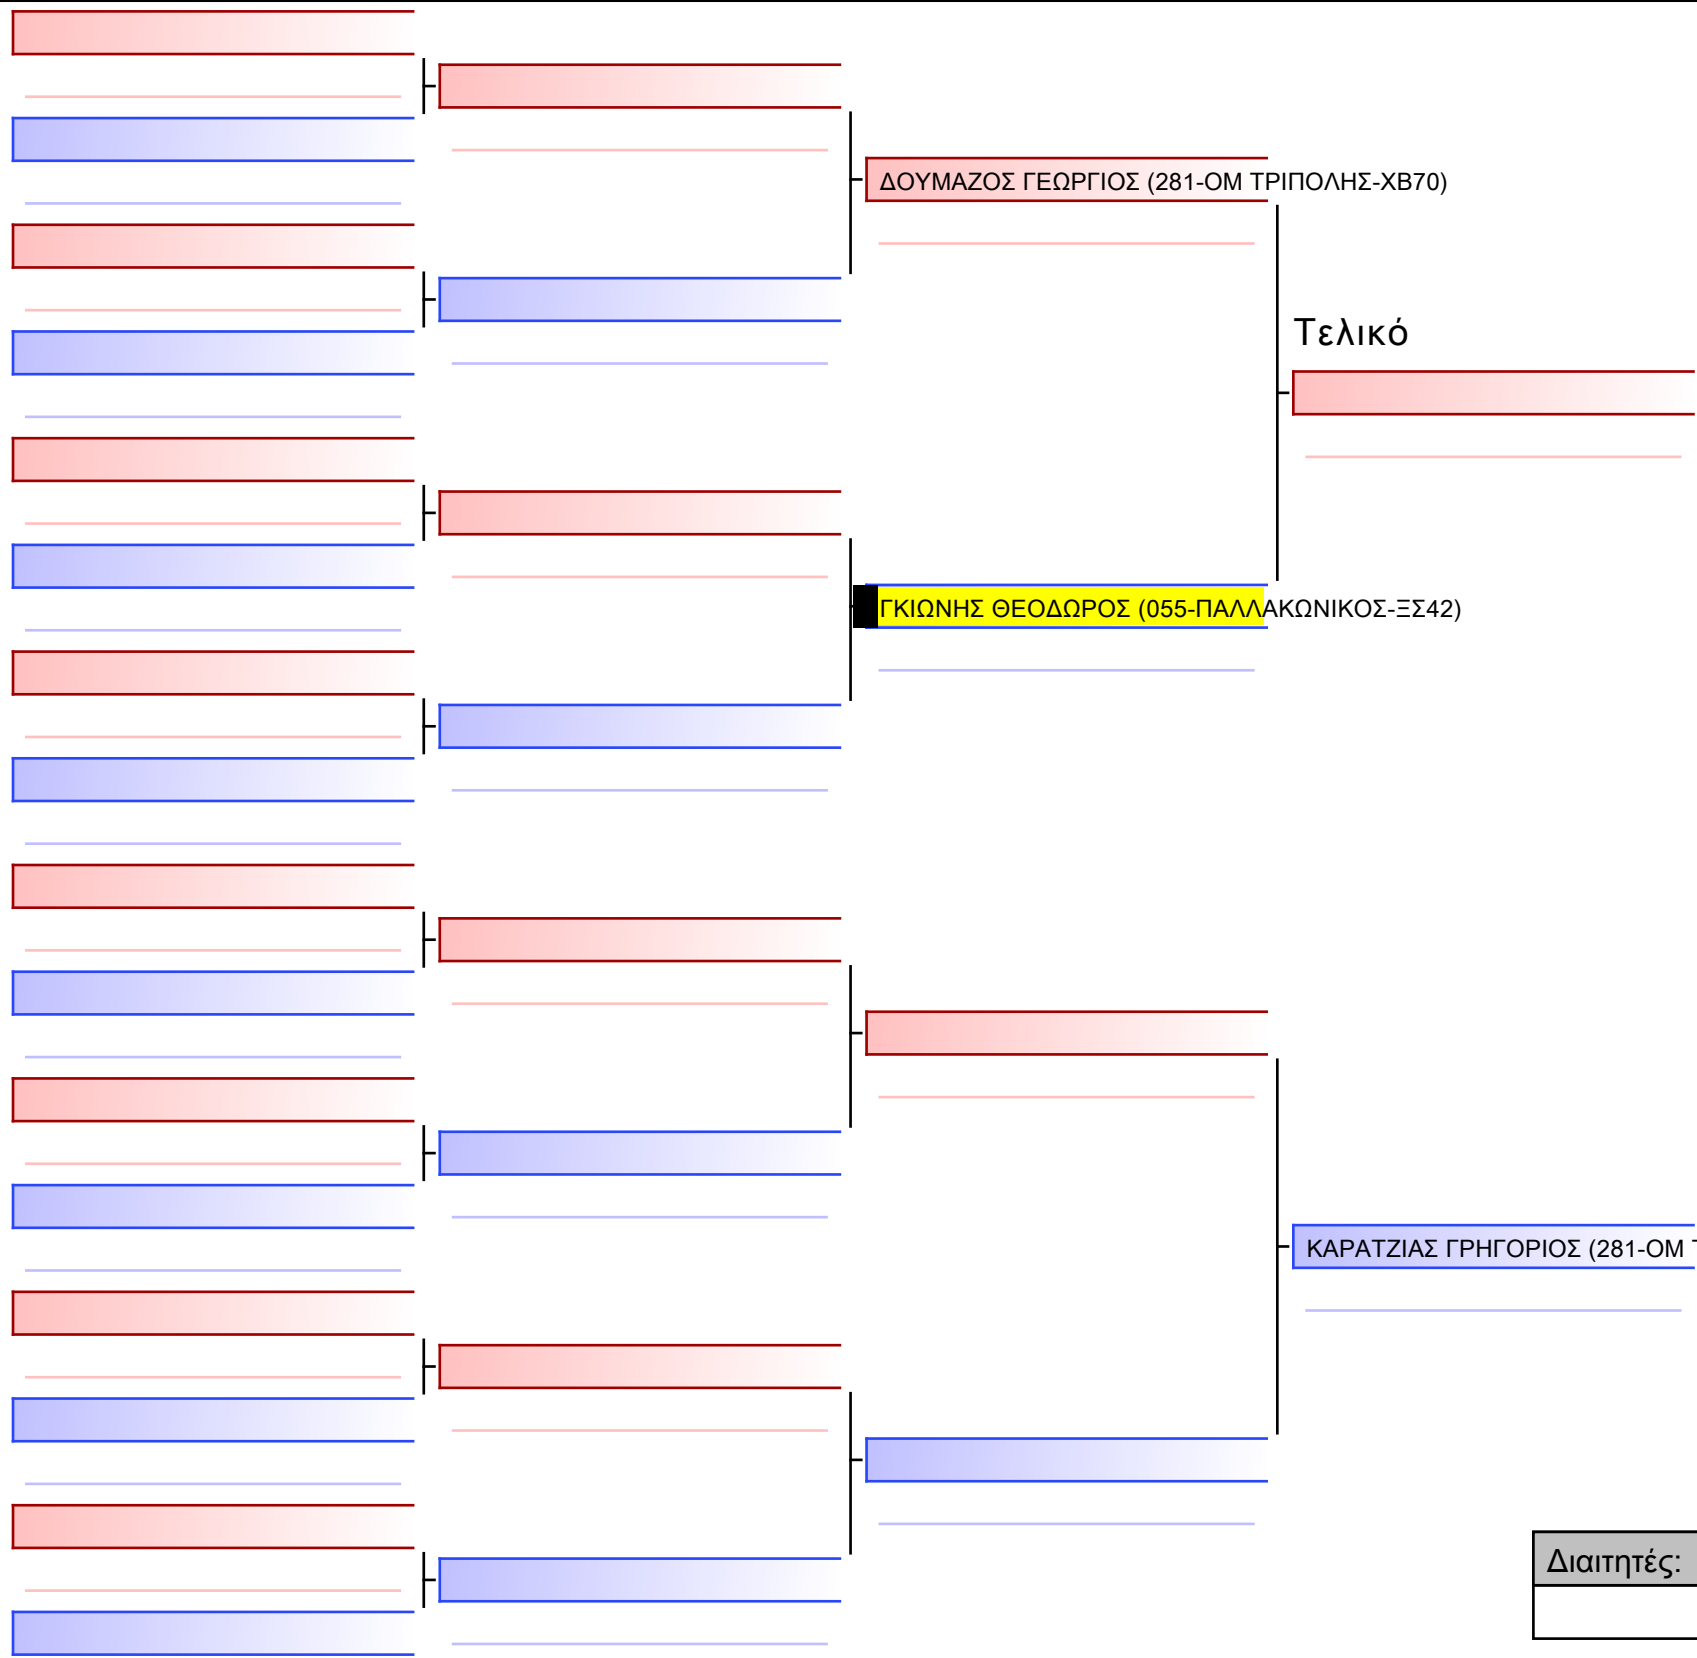 ΔΟΥΜΑΖΟΣ ΓΕΩΡΓΙΟΣ (281-ΟΜ ΤΡΙΠΟΛΗΣ-ΧΒ70)
Τελικό
ΓΚΙΩΝΗΣ ΘΕΟΔΩΡΟΣ (055-ΠΑΛΛΑΚΩΝΙΚΟΣ-ΞΣ42)
ΚΑΡΑΤΖΙΑΣ ΓΡΗΓΟΡΙΟΣ (281-ΟΜ
Διαιτητές: